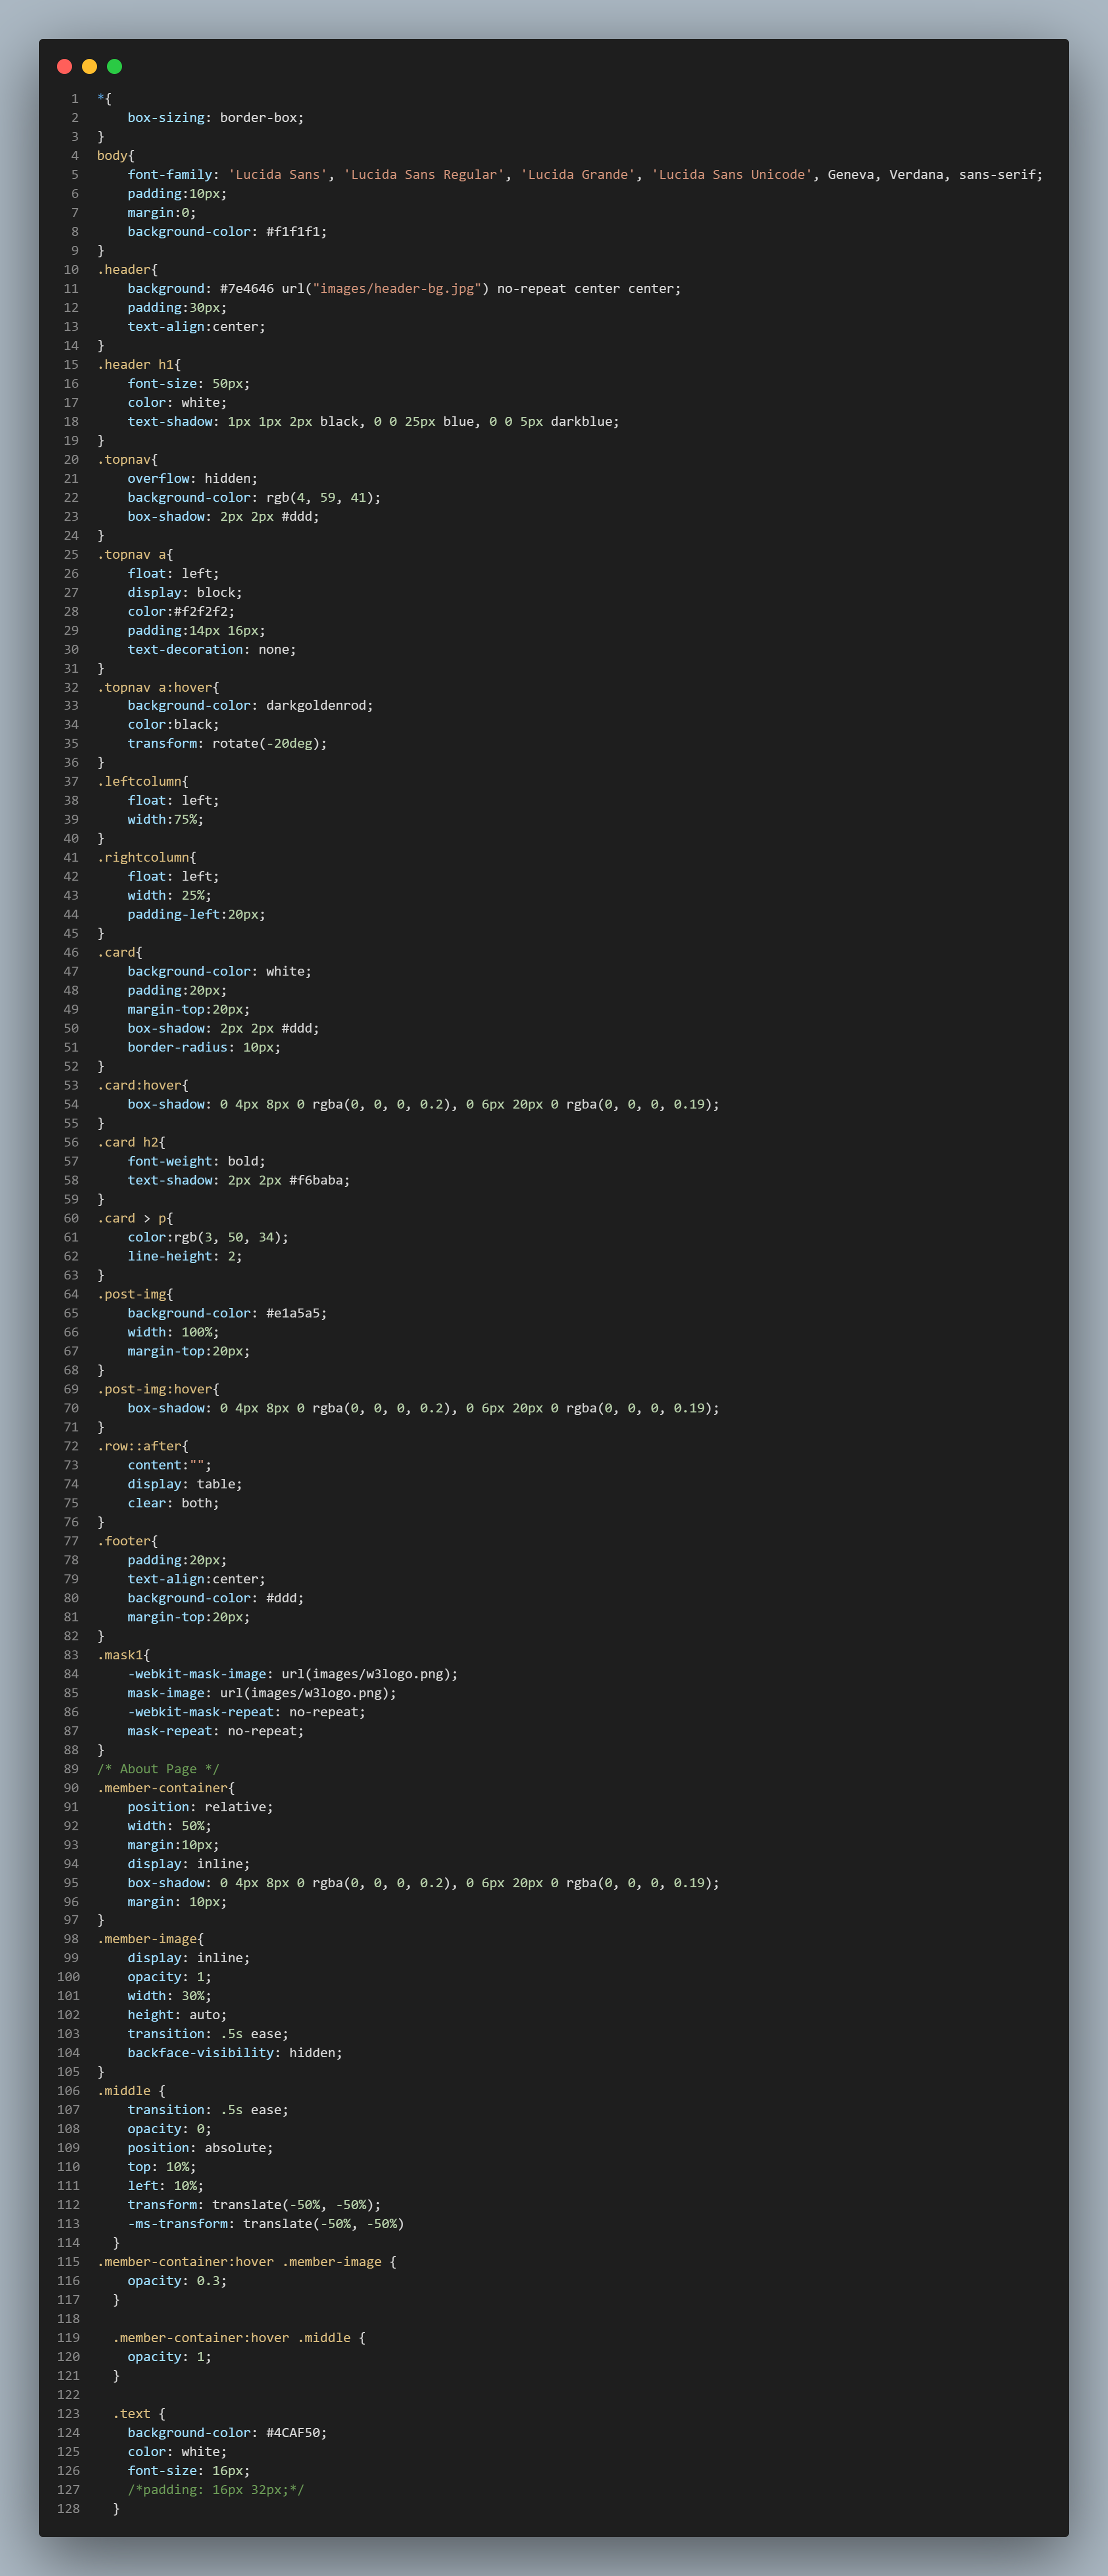 1 *{
2     box-sizing: border-box;
3 }
4 body{
5     font-family: 'Lucida Sans', 'Lucida Sans Regular', 'Lucida Grande', 'Lucida Sans Unicode', Geneva, Verdana, sans-serif;
6     padding:10px;
7     margin:0;
8     background-color: #f1f1f1;
9 }
10 .header{
11     background: #7e4646 url("images/header-bg.jpg") no-repeat center center;
12     padding:30px;
13     text-align:center;
14 }
15 .header h1{
16     font-size: 50px;
17     color: white;
18     text-shadow: 1px 1px 2px black, 0 0 25px blue, 0 0 5px darkblue;
19 }
20 .topnav{
21     overflow: hidden;
22     background-color: rgb(4, 59, 41);
23     box-shadow: 2px 2px #ddd;
24 }
25 .topnav a{
26     float: left;
27     display: block;
28     color:#f2f2f2;
29     padding:14px 16px;
30     text-decoration: none;
31 }
32 .topnav a:hover{
33     background-color: darkgoldenrod;
34     color:black;
35     transform: rotate(-20deg);
36 }
37 .leftcolumn{
38     float: left;
39     width:75%;
40 }
41 .rightcolumn{
42     float: left;
43     width: 25%;
44     padding-left:20px;
45 }
46 .card{
47     background-color: white;
48     padding:20px;
49     margin-top:20px;
50     box-shadow: 2px 2px #ddd;
51     border-radius: 10px;
52 }
53 .card:hover{
54     box-shadow: 0 4px 8px 0 rgba(0, 0, 0, 0.2), 0 6px 20px 0 rgba(0, 0, 0, 0.19);
55 }
56 .card h2{
57     font-weight: bold;
58     text-shadow: 2px 2px #f6baba;
59 }
60 .card > p{
61     color:rgb(3, 50, 34);
62     line-height: 2;
63 }
64 .post-img{
65     background-color: #e1a5a5;
66     width: 100%;
67     margin-top:20px;
68 }
69 .post-img:hover{
70     box-shadow: 0 4px 8px 0 rgba(0, 0, 0, 0.2), 0 6px 20px 0 rgba(0, 0, 0, 0.19);
71 }
72 .row::after{
73     content:"";
74     display: table;
75     clear: both;
76 }
77 .footer{
78     padding:20px;
79     text-align:center;
80     background-color: #ddd;
81     margin-top:20px;
82 }
83 .mask1{
84     -webkit-mask-image: url(images/w3logo.png);
85     mask-image: url(images/w3logo.png);
86     -webkit-mask-repeat: no-repeat;
87     mask-repeat: no-repeat;
88 }
89 /* About Page */
90 .member-container{
91     position: relative;
92     width: 50%;
93     margin:10px;
94     display: inline;
95     box-shadow: 0 4px 8px 0 rgba(0, 0, 0, 0.2), 0 6px 20px 0 rgba(0, 0, 0, 0.19);
96     margin: 10px;
97 }
98 .member-image{
99     display: inline;
100     opacity: 1;
101     width: 30%;
102     height: auto;
103     transition: .5s ease;
104     backface-visibility: hidden;
105 }
106 .middle {
107     transition: .5s ease;
108     opacity: 0;
109     position: absolute;
110     top: 10%;
111     left: 10%;
112     transform: translate(-50%, -50%);
113     -ms-transform: translate(-50%, -50%)
114   }
115 .member-container:hover .member-image {
116     opacity: 0.3;
117   }
118
119   .member-container:hover .middle {
120     opacity: 1;
121   }
122
123   .text {
124     background-color: #4CAF50;
125     color: white;
126     font-size: 16px;
127     /*padding: 16px 32px;*/
128   }